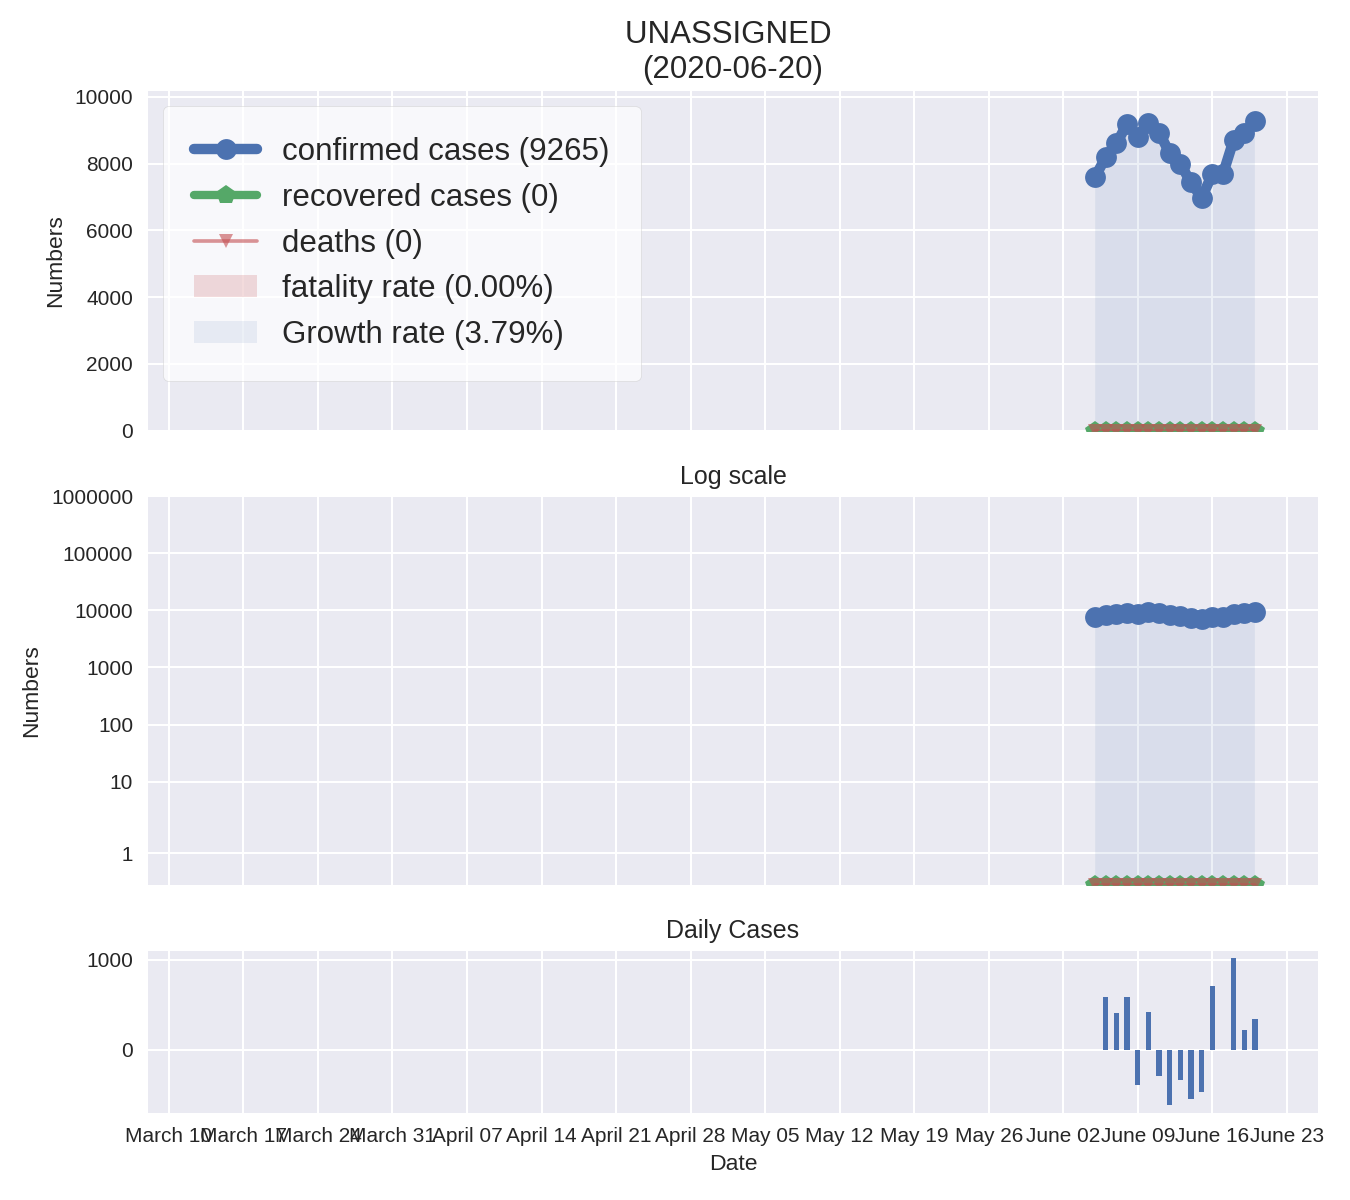 UNASSIGNED
(2020-06-20)
10000
8000
6000
4000
2000
0
Numbers
confirmed cases (9265)
recovered cases (0)
deaths (0)
fatality rate (0.00%)
Growth rate (3.79%)
Log scale
1000000
100000
10000
1000
100
10
1
Numbers
Daily Cases
1000
0
March 10 March 17 March 24 March 31 April 07 April 14 April 21 April 28 May 05 May 12 May 19 May 26 June 02 June 09 June 16 June 23
Date